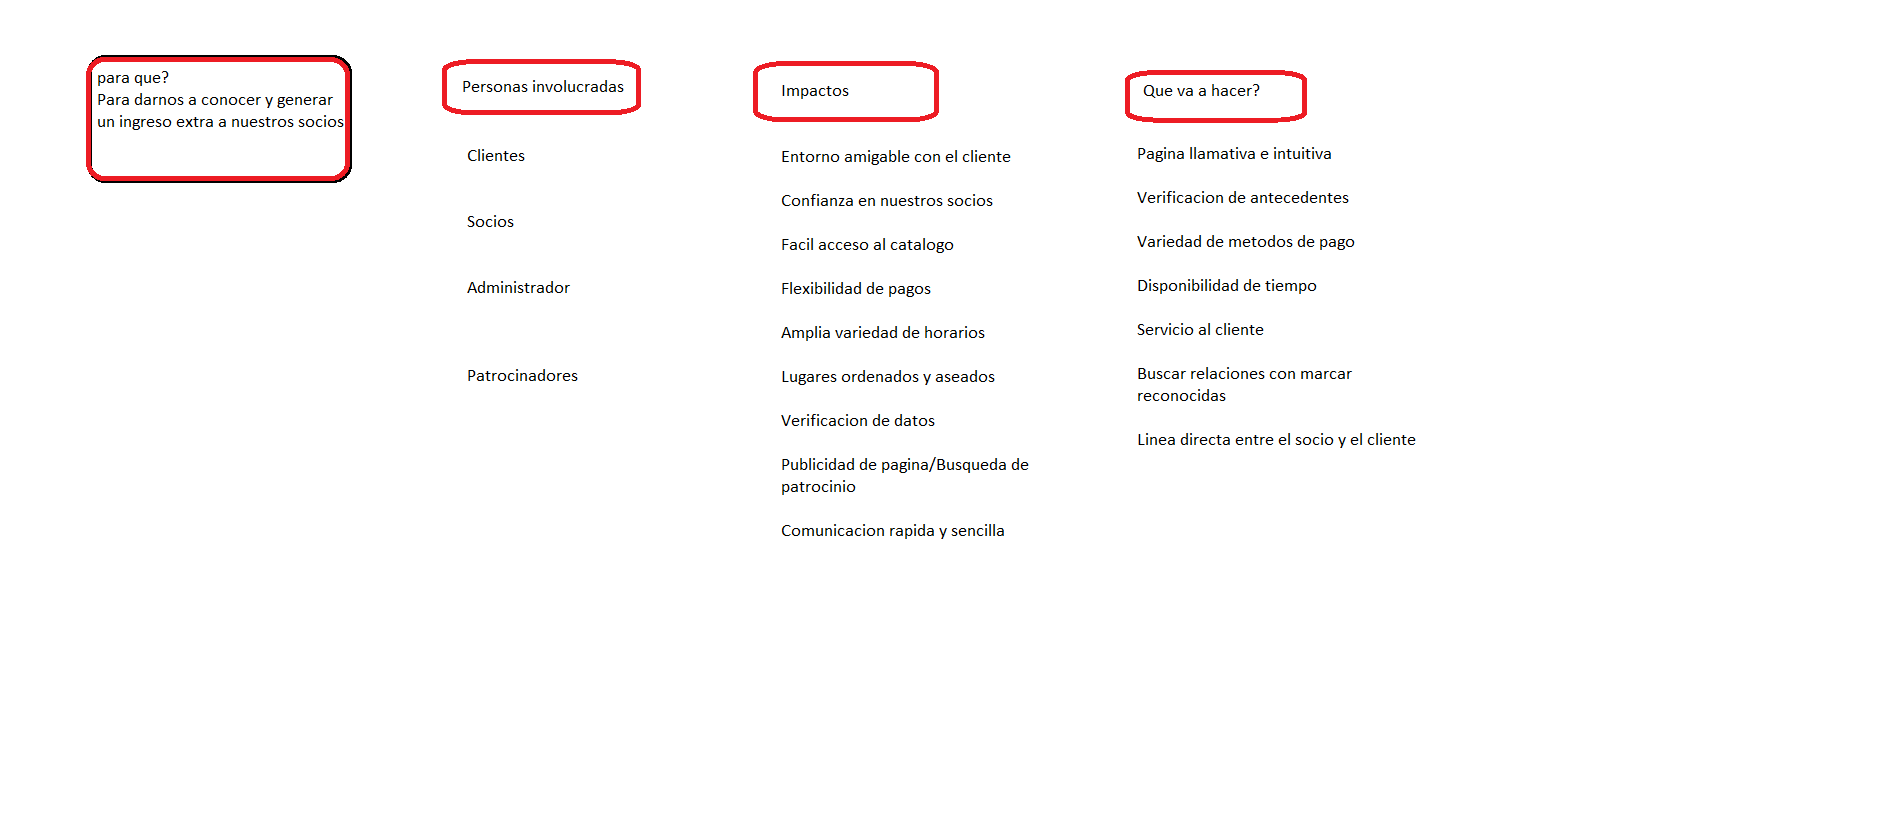 para que?
Para darnos a conocer y generar
un ingreso extra a nuestros socios
Personas involucradas
Clientes
Socios
Administrador
Patrocinadores
Impactos
Entorno amigable con el cliente
Confianza en nuestros socios
Facil acceso al catalogo
Flexibilidad de pagos
Amplia variedad de horarios
Lugares ordenados y aseados
Verificacion de datos
Publicidad de pagina/Busqueda de
patrocinio
Comunicacion rapida y sencilla
Que va a hacer?
Pagina llamativa e intuitiva
Verificacion de antecedentes
Variedad de metodos de pago
Disponibilidad de tiempo
Servicio al cliente
Buscar relaciones con marcar
reconocidas
Linea directa entre el socio y el cliente